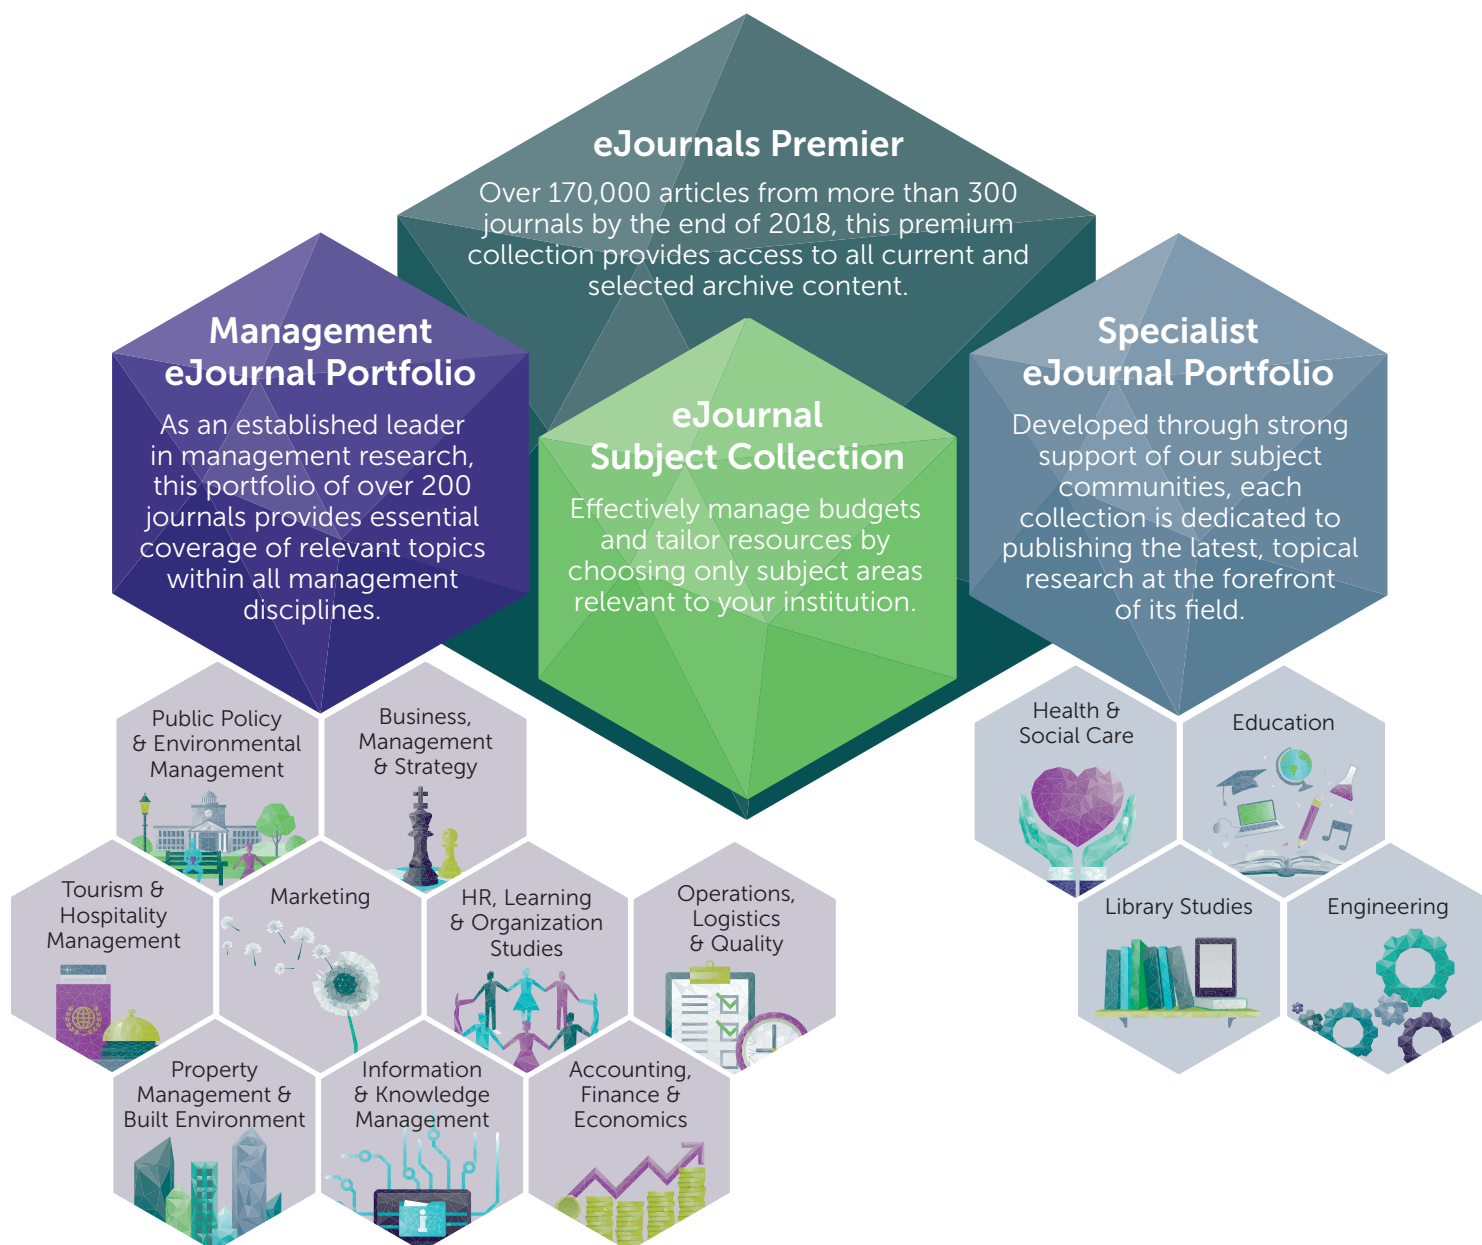 eJournals Premier
Over 170,000 articles from more than 300
journals by the end of 2018, this premium
collection provides access to all current and
selected archive content.
Management
eJournal Portfolio
As an established leader
in management research,
this portfolio of over 200
journals provides essential
coverage of relevant topics
within all management
disciplines.
eJournal
Subject Collection
Effectively manage budgets
and tailor resources by
choosing only subject areas
relevant to your institution.
Specialist
eJournal Portfolio
Developed through strong
support of our subject
communities, each
collection is dedicated to
publishing the latest, topical
research at the forefront
of its field.
Public Policy
& Environmental
Management
Business,
Management
& Strategy
Tourism &
Hospitality
Management
Marketing
HR, Learning
& Organization
Studies
Operations,
Logistics
& Quality
Property
Management &
Built Environment
Information
& Knowledge
Management
i
Accounting,
Finance &
Economics
Health &
Social Care
Education
Library Studies
Engineering